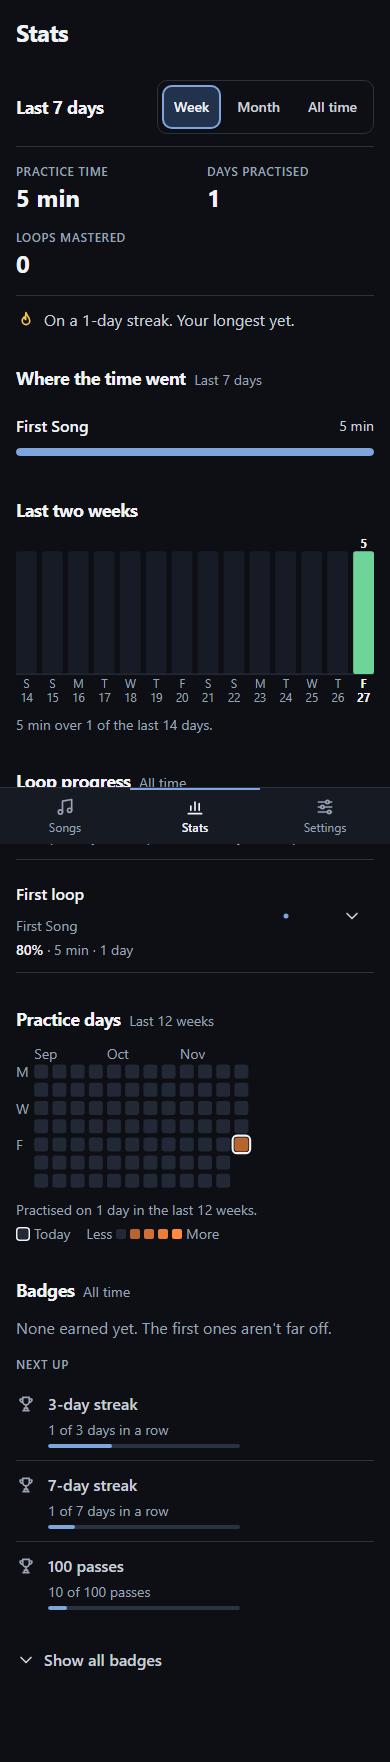 Stats
Last 7 days
Week Month All time
PRACTICE TIME DAYS PRACTISED
5 min 1
LOOPS MASTERED
0
On a 1-day streak. Your longest yet.
Where the time went Last 7 days
First Song 5 min
Last two weeks
5
S S M T W T F S S M T W T F
14 15 16 17 18 19 20 21 22 23 24 25 26 27
5 min over 1 of the last 14 days.
Loop progress All time
Songs Stats Settings
First loop
First Song
80% · 5 min · 1 day
Practice days Last 12 weeks
Sep Oct Nov
M
W
F
Practised on 1 day in the last 12 weeks.
Today Less More
Badges All time
None earned yet. The first ones aren't far off.
NEXT UP
3-day streak
1 of 3 days in a row
7-day streak
1 of 7 days in a row
100 passes
10 of 100 passes
Show all badges